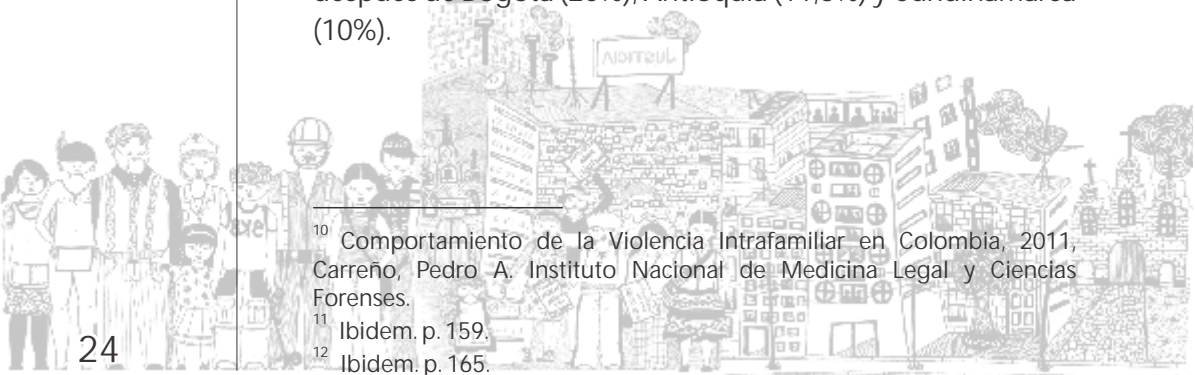 (10%).
10 Comportamiento de la Violencia Intrafamiliar en Colombia, 2011,
Carreño, Pedro A. Instituto Nacional de Medicina Legal y Ciencias
Forenses.
11 Ibidem. p. 159.
12 Ibidem. p. 165.
24